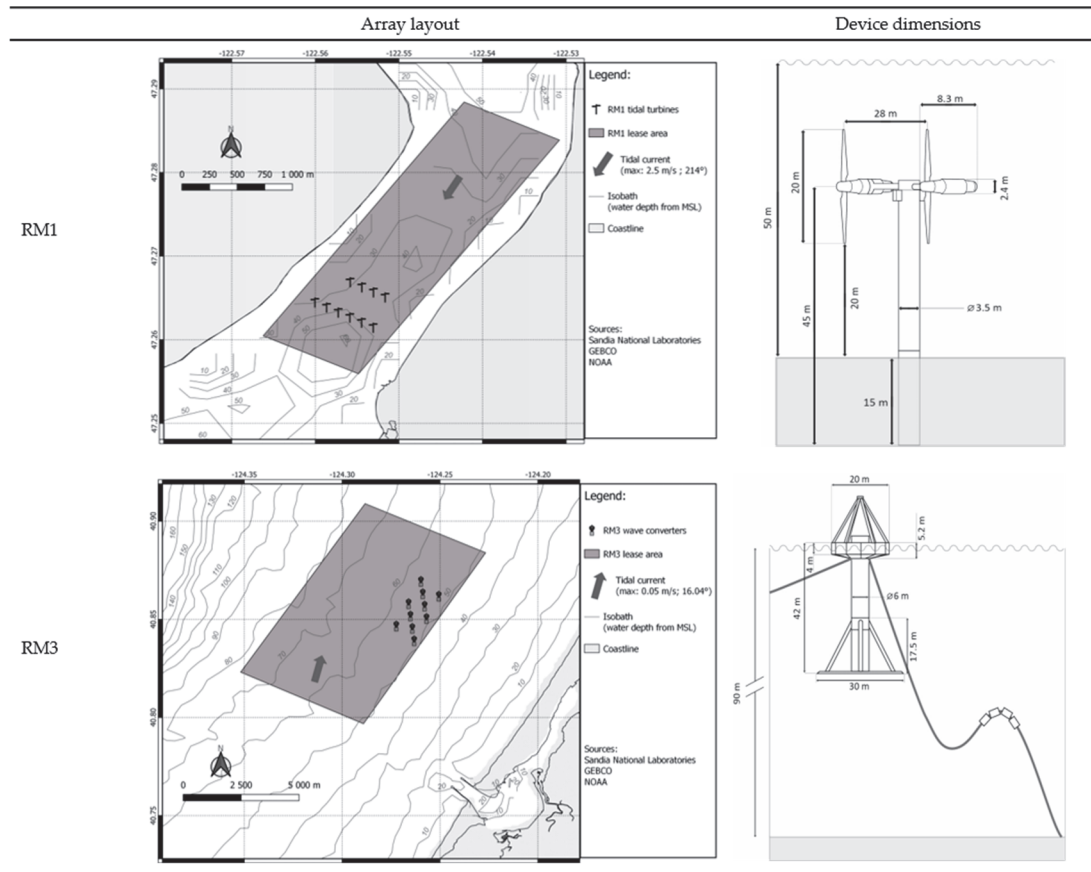 Array layout
Device dimensions
RM1
-122.57 -122.56 -122.55 -122.54 -122.53
47.29
47.28
47.27
47.26
47.25
N
0 250 500 750 1 000 m
Legend:
RM1 tidal turbines
RM1 lease area
Tidal current
(max: 2.5 m/s ; 214°)
Isobath
(water depth from MSL)
Coastline
Sources:
Sandia National Laboratories
GEBCO
NOAA
8.3 m
28 m
20 m
2.4 m
50 m
20 m
45 m
⌀3.5 m
15 m
RM3
-124.35 -124.30 -124.25 -124.20
40.90
40.85
40.80
40.75
N
0 2 500 5 000 m
Legend:
RM3 wave converters
RM3 lease area
Tidal current
(max: 0.05 m/s; 16.04°)
Isobath
(water depth from MSL)
Coastline
Sources:
Sandia National Laboratories
GEBCO
NOAA
20 m
5.2 m
4 m
42 m
⌀6 m
17.5 m
30 m
90 m